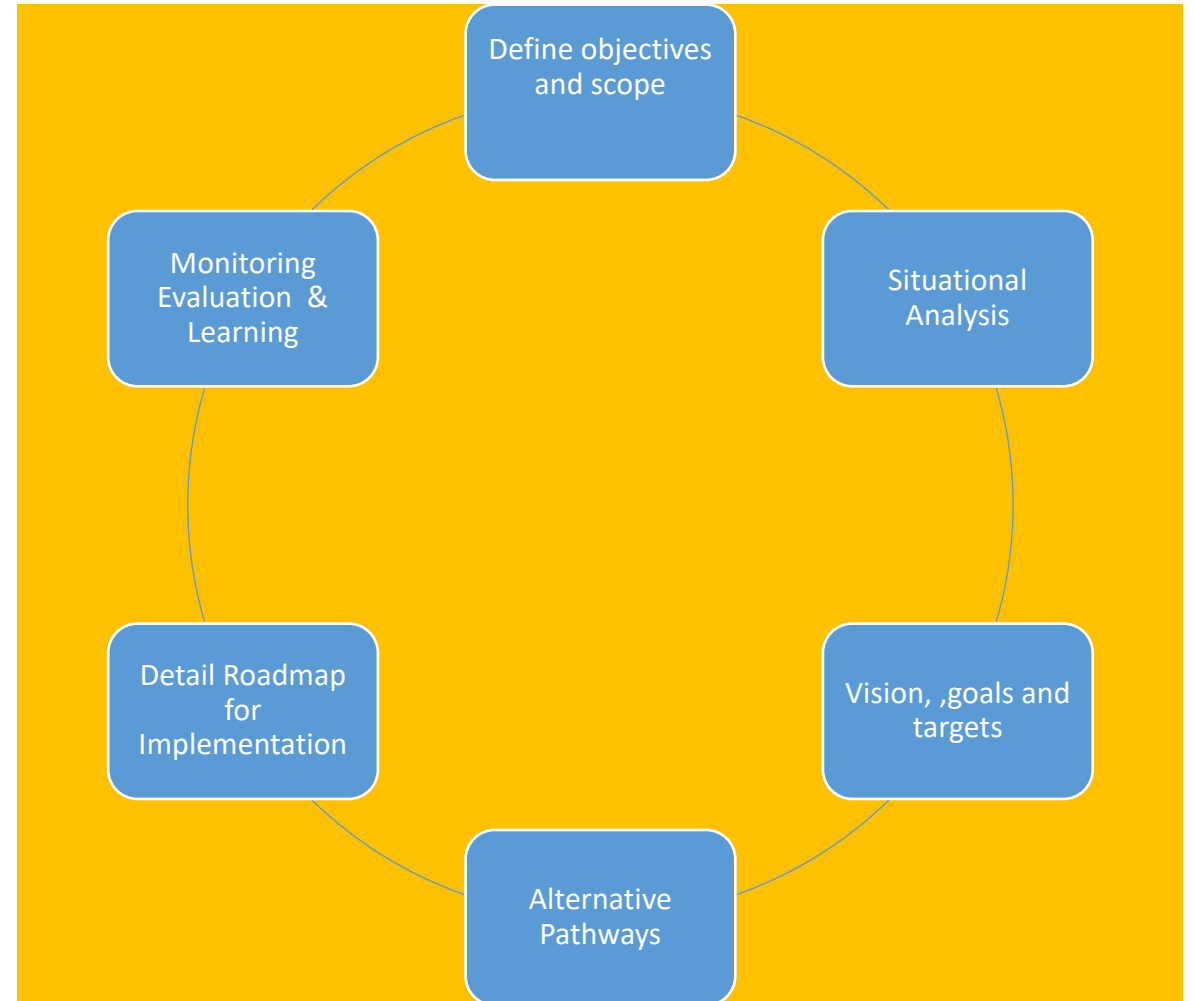 Define objectives
and scope
Situational
Analysis
Vision, ,goals and
targets
Alternative
Pathways
Detail Roadmap
for
Implementation
Monitoring
Evaluation  &
Learning